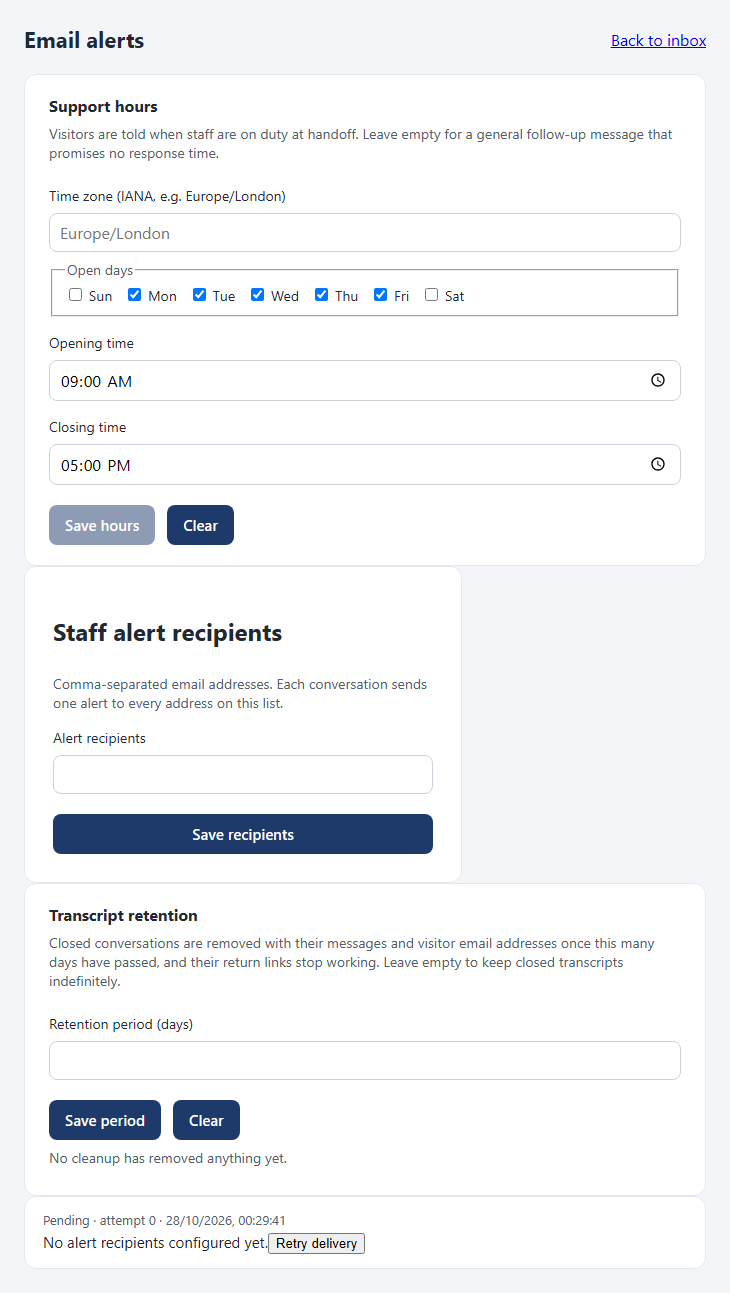 Email alerts
Back to inbox
Support hours
Visitors are told when staff are on duty at handoff. Leave empty for a general follow-up message that
promises no response time.
Time zone (IANA, e.g. Europe/London)
Europe/London
Open days
Sun Mon Tue Wed Thu Fri Sat
Opening time
09:00 AM
Closing time
05:00 PM
Save hours Clear
Staff alert recipients
Comma-separated email addresses. Each conversation sends
one alert to every address on this list.
Alert recipients
Save recipients
Transcript retention
Closed conversations are removed with their messages and visitor email addresses once this many
days have passed, and their return links stop working. Leave empty to keep closed transcripts
indefinitely.
Retention period (days)
Save period Clear
No cleanup has removed anything yet.
Pending · attempt 0 · 28/10/2026, 00:29:41
No alert recipients configured yet. Retry delivery